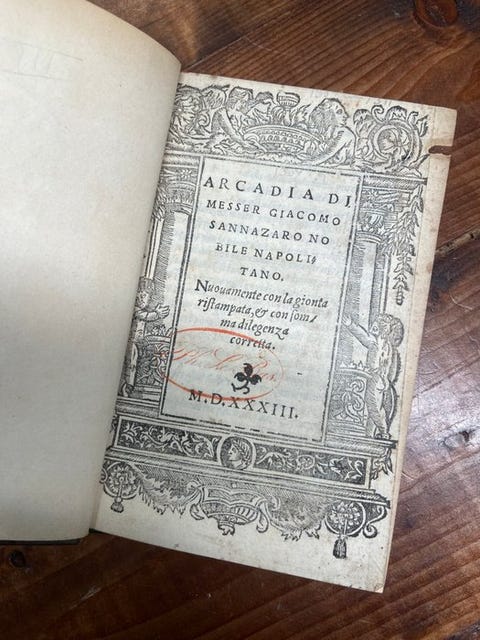 ARCADIA DI
MESSER GIACOMO
SANNAZARO NO
BILE NAPOLI⸗
TANO.
Nuouamente con la gionta
ristampata, & con som⸗
ma dilegenza
corretta.
M.D.XXXIII.